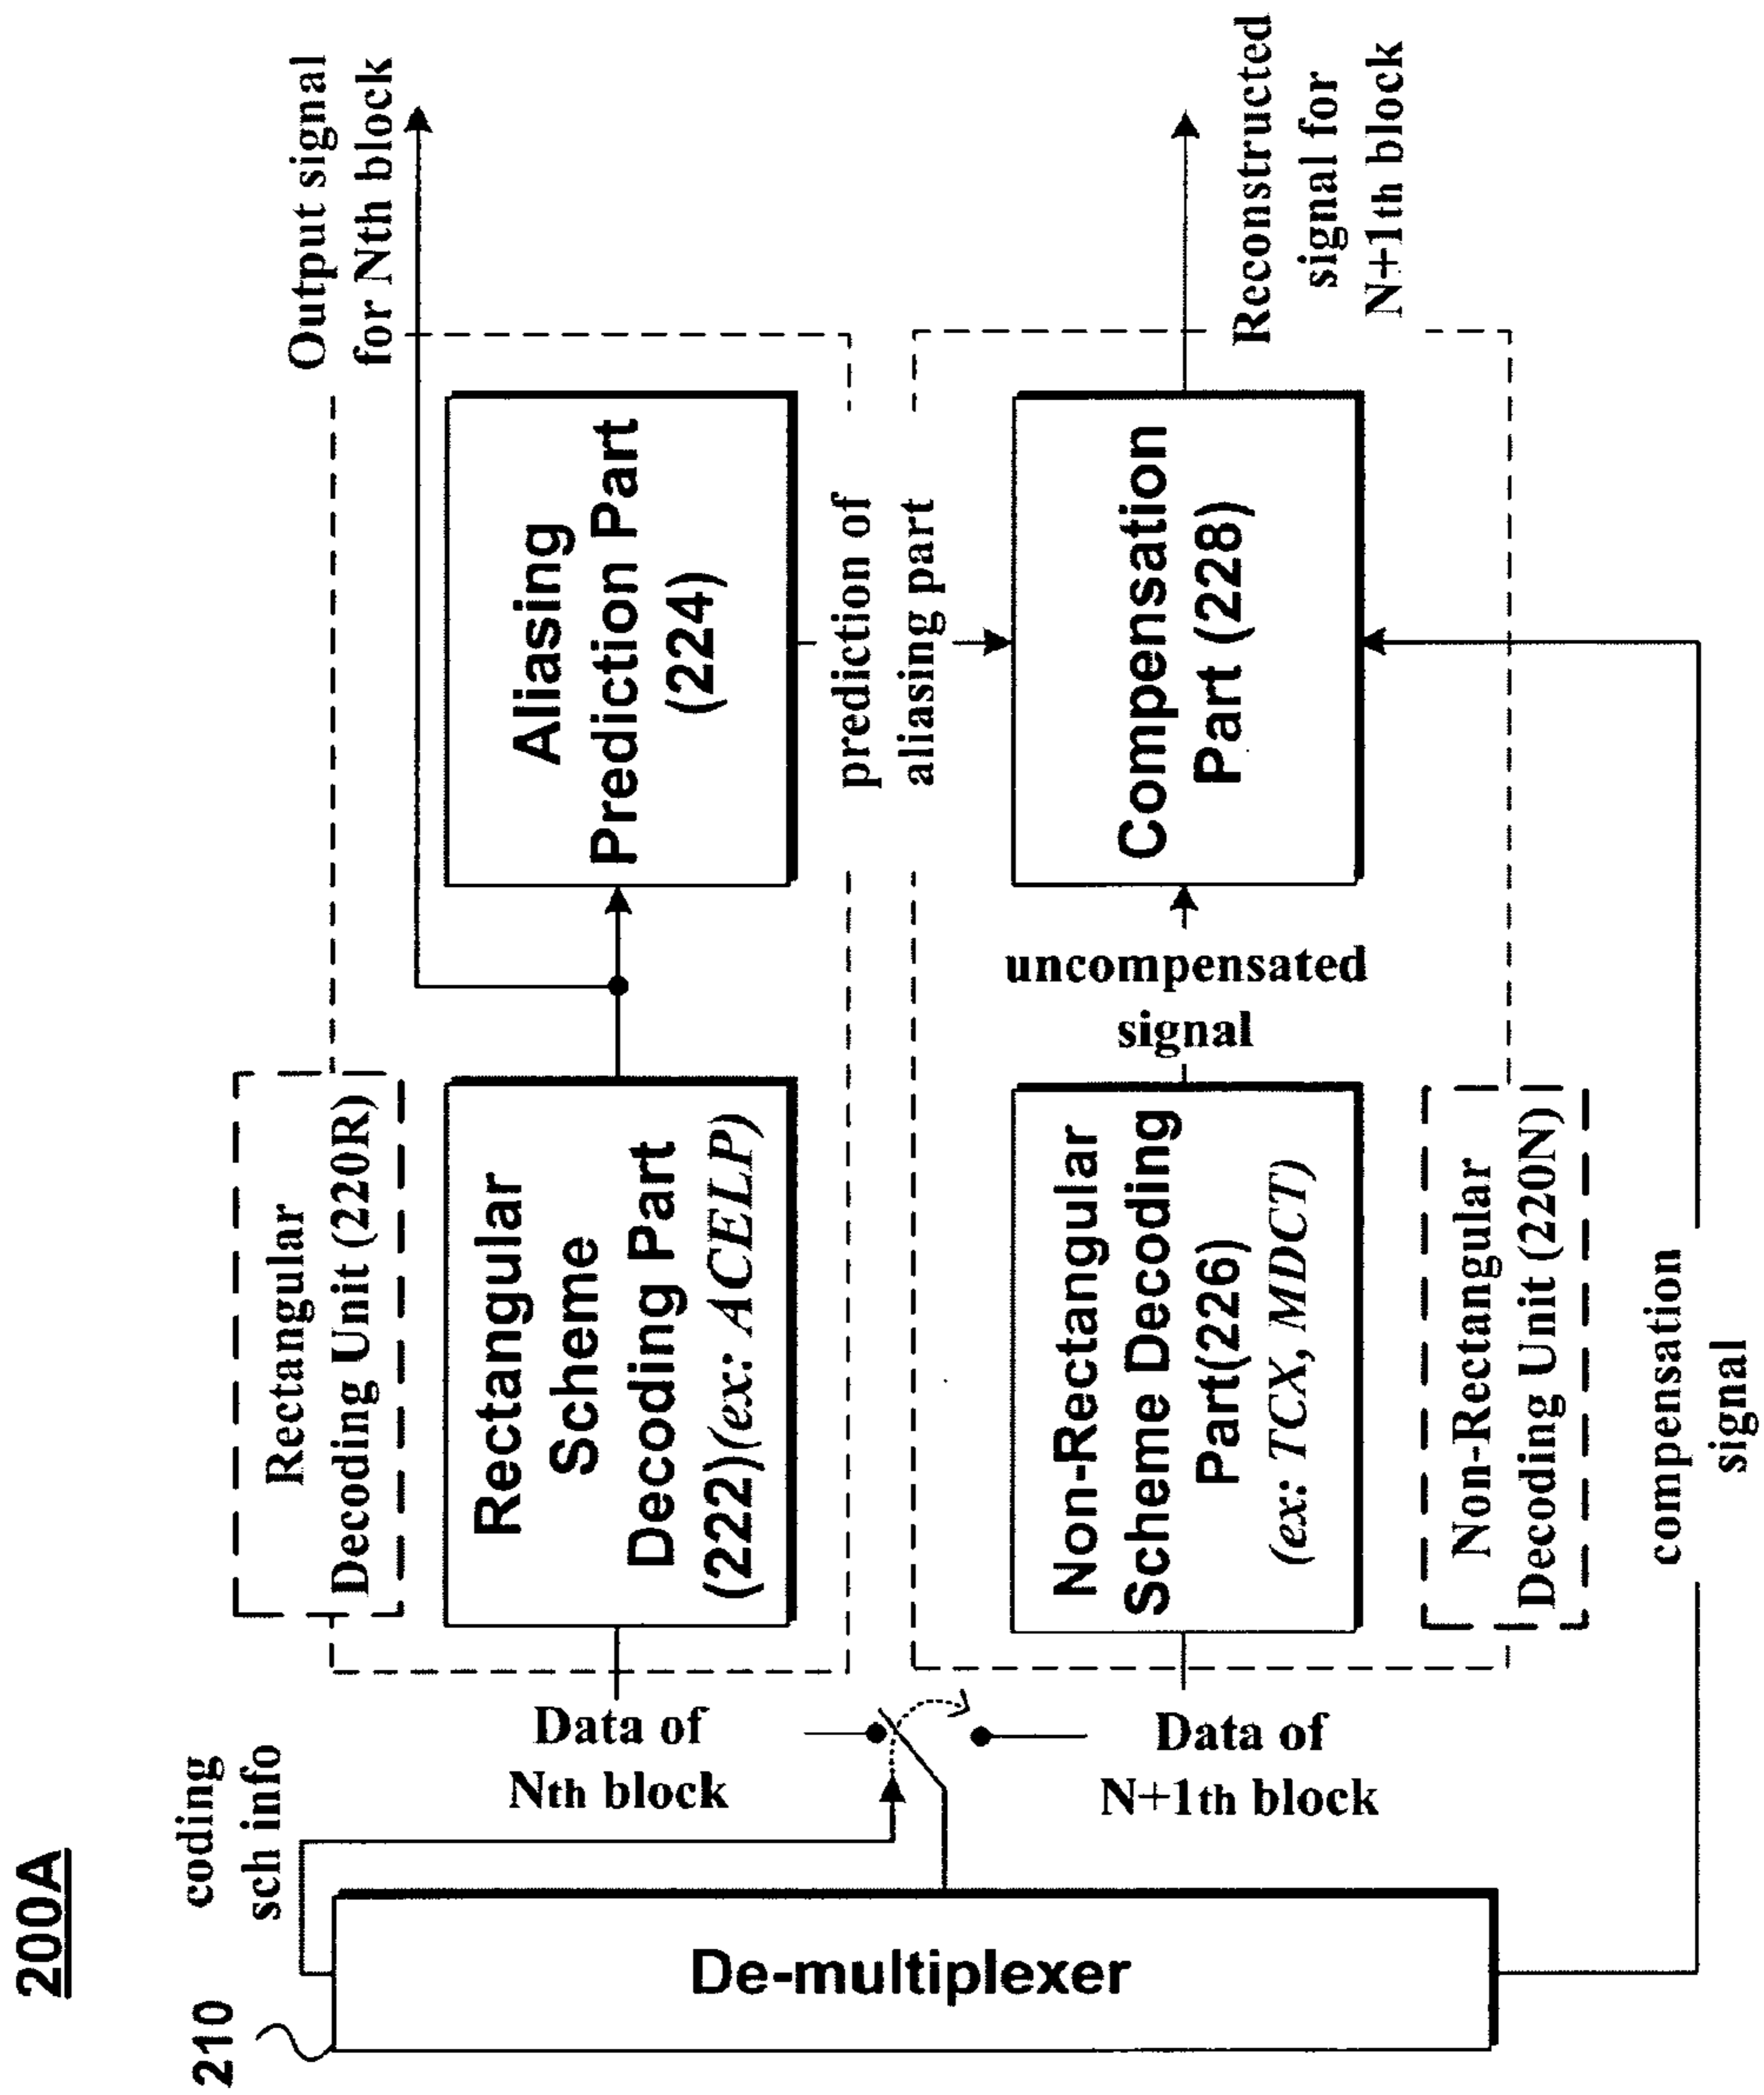 200A
210
coding
sch info
De-multiplexer
Data of
Nth block
Data of
N+1th block
Rectangular
Decoding Unit (220R)
Rectangular
Scheme
Decoding Part
(222)(ex: ACELP)
Aliasing
Prediction Part
(224)
Output signal
for Nth block
prediction of
aliasing part
Non-Rectangular
Scheme Decoding
Part(226)
(ex: TCX, MDCT)
uncompensated
signal
Compensation
Part (228)
Reconstructed
signal for
N+1th block
Non-Rectangular
Decoding Unit (220N)
compensation
signal